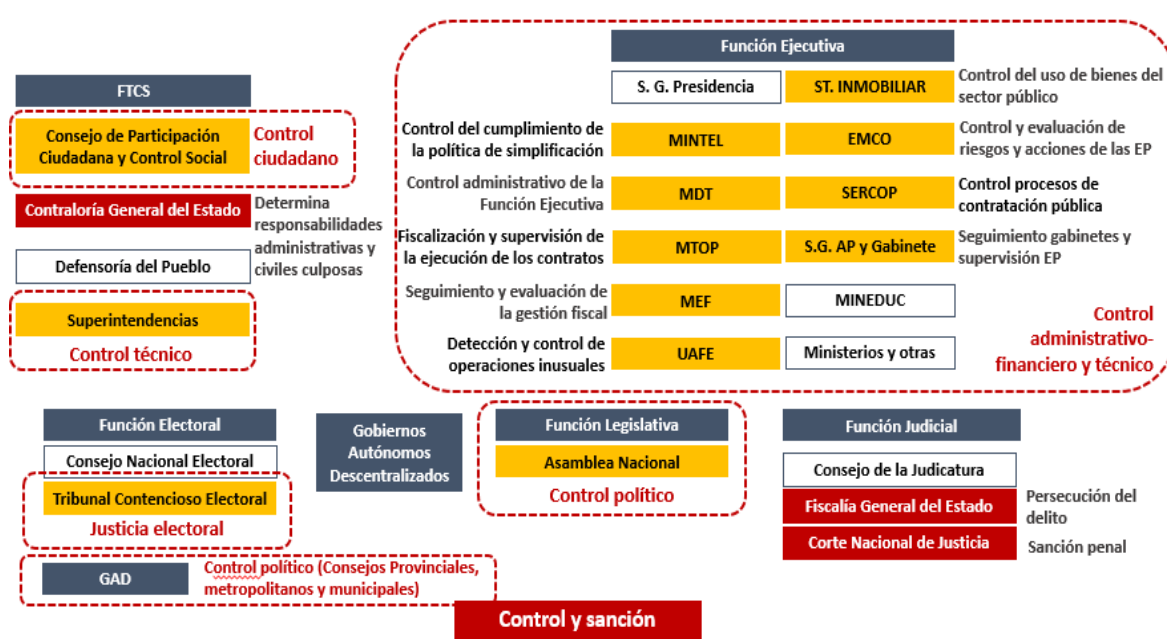 FTCS
Consejo de Participación
Ciudadana y Control Social
Control
ciudadano
Contraloría General del Estado
Determina
responsabilidades
administrativas y
civiles culposas
Defensoría del Pueblo
Superintendencias
Control técnico
Función Ejecutiva
S. G. Presidencia
ST. INMOBILIAR
Control del uso de bienes del
sector público
Control del cumplimiento de
la política de simplificación
MINTEL
EMCO
Control y evaluación de
riesgos y acciones de las EP
Control administrativo de la
Función Ejecutiva
MDT
SERCOP
Control procesos de
contratación pública
Fiscalización y supervisión de
la ejecución de los contratos
MTOP
S.G. AP y Gabinete
Seguimiento gabinetes y
supervisión EP
Seguimiento y evaluación de
la gestión fiscal
MEF
MINEDUC
Detección y control de
operaciones inusuales
UAFE
Ministerios y otras
Control
administrativo-
financiero y técnico
Función Electoral
Consejo Nacional Electoral
Tribunal Contencioso Electoral
Justicia electoral
Gobiernos
Autónomos
Descentralizados
Función Legislativa
Asamblea Nacional
Control político
Función Judicial
Consejo de la Judicatura
Fiscalía General del Estado
Persecución del
delito
Corte Nacional de Justicia
Sanción penal
GAD
Control político (Consejos Provinciales,
metropolitanos y municipales)
Control y sanción